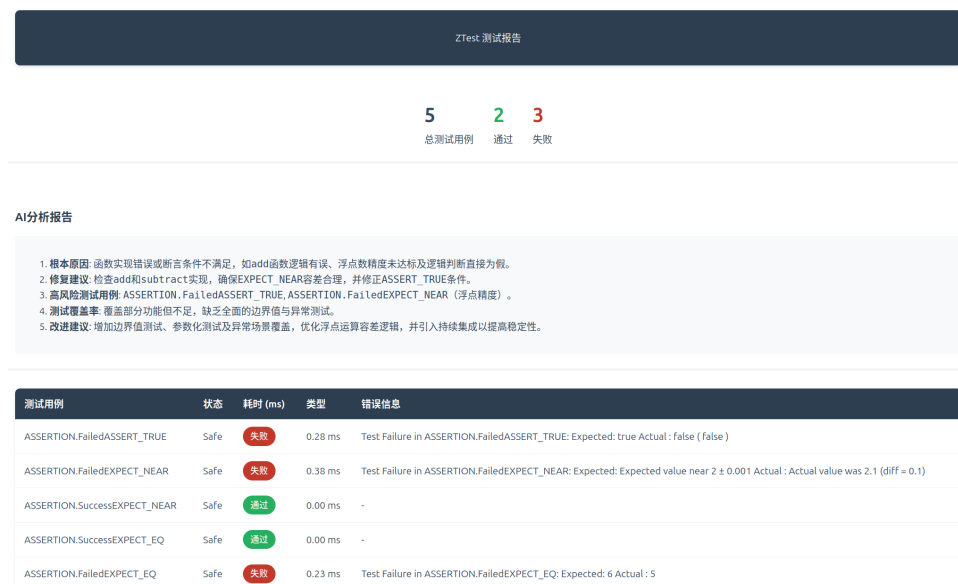 ZTest 测试报告
5 2 3
总测试用例 通过 失败
AI分析报告
1. 根本原因: 函数实现错误或断言条件不满足，如add函数逻辑有误、浮点数精度未达标及逻辑判断直接为假。
2. 修复建议: 检查add和subtract实现，确保EXPECT_NEAR容差合理，并修正ASSERT_TRUE条件。
3. 高风险测试用例: ASSERTION.FailedASSERT_TRUE, ASSERTION.FailedEXPECT_NEAR（浮点精度）。
4. 测试覆盖率: 覆盖部分功能但不足，缺乏全面的边界值与异常测试。
5. 改进建议: 增加边界值测试、参数化测试及异常场景覆盖，优化浮点运算容差逻辑，并引入持续集成以提高稳定性。
测试用例 状态 耗时 (ms) 类型 错误信息
ASSERTION.FailedASSERT_TRUE Safe 失败 0.28 ms Test Failure in ASSERTION.FailedASSERT_TRUE: Expected: true Actual : false ( false )
ASSERTION.FailedEXPECT_NEAR Safe 失败 0.38 ms Test Failure in ASSERTION.FailedEXPECT_NEAR: Expected: Expected value near 2 ± 0.001 Actual : Actual value was 2.1 (diff = 0.1)
ASSERTION.SuccessEXPECT_NEAR Safe 通过 0.00 ms -
ASSERTION.SuccessEXPECT_EQ Safe 通过 0.00 ms -
ASSERTION.FailedEXPECT_EQ Safe 失败 0.23 ms Test Failure in ASSERTION.FailedEXPECT_EQ: Expected: 6 Actual : 5